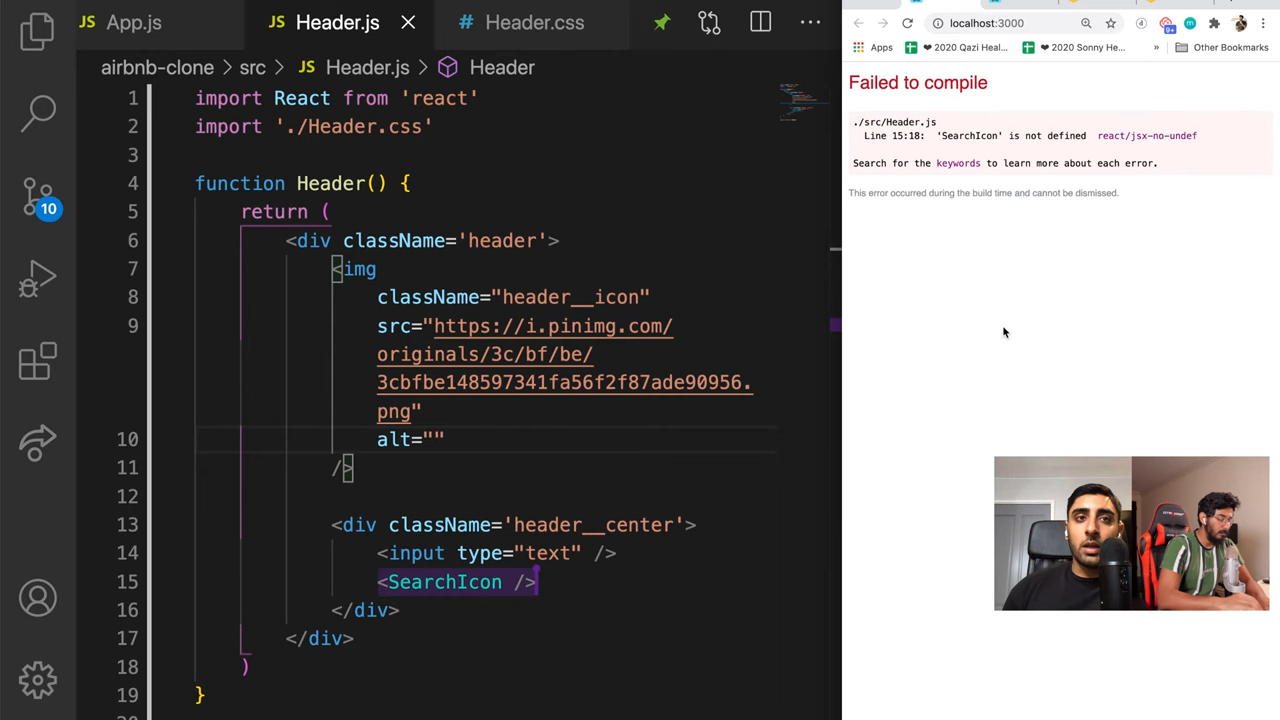 JS App.js
JS Header.js
# Header.css
airbnb-clone > src > JS Header.js > Header
1 import React from 'react'
2 import './Header.css'
3
4 function Header() {
5 return (
6 <div className='header'>
7 <img
8 className="header__icon"
9 src="https://i.pinimg.com/
originals/3c/bf/be/
3cbfbe148597341fa56f2f87ade90956.
png"
10 alt=""
11 />
12
13 <div className='header__center'>
14 <input type="text" />
15 <SearchIcon />
16 </div>
17 </div>
18 )
19 }
10
localhost:3000
9+
Apps
❤ 2020 Qazi Heal...
❤ 2020 Sonny He...
»
Other Bookmarks
Failed to compile
./src/Header.js
Line 15:18: 'SearchIcon' is not defined react/jsx-no-undef
Search for the keywords to learn more about each error.
This error occurred during the build time and cannot be dismissed.